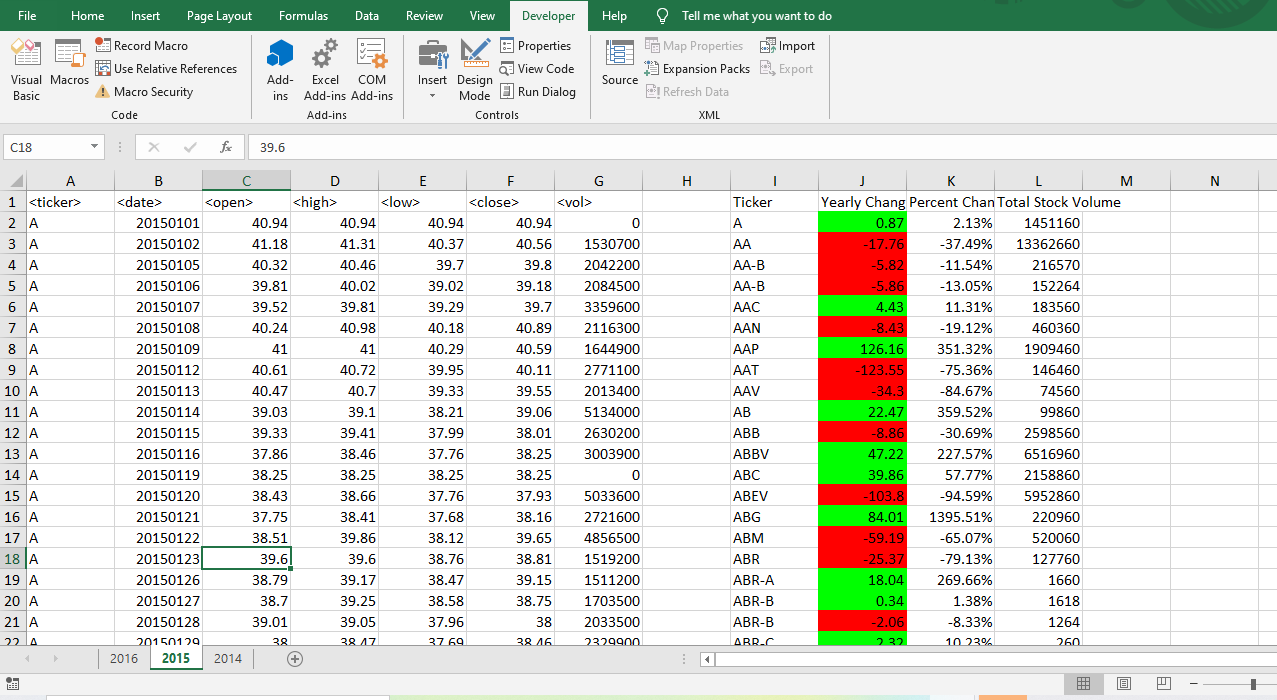 File Home Insert Page Layout Formulas Data Review View Developer Help Tell me what you want to do
Visual Basic Macros Record Macro Use Relative References Macro Security Code
Add-ins Excel Add-ins COM Add-ins Add-ins
Insert Design Mode Properties View Code Run Dialog Controls
Source Map Properties Expansion Packs Refresh Data Import Export XML
C18 fx 39.6
A B C D E F G H I J K L M N
1 <ticker> <date> <open> <high> <low> <close> <vol> Ticker Yearly Chang Percent Chan Total Stock Volume
2 A 20150101 40.94 40.94 40.94 40.94 0 A 0.87 2.13% 1451160
3 A 20150102 41.18 41.31 40.37 40.56 1530700 AA -17.76 -37.49% 13362660
4 A 20150105 40.32 40.46 39.7 39.8 2042200 AA-B -5.82 -11.54% 216570
5 A 20150106 39.81 40.02 39.02 39.18 2084500 AA-B -5.86 -13.05% 152264
6 A 20150107 39.52 39.81 39.29 39.7 3359600 AAC 4.43 11.31% 183560
7 A 20150108 40.24 40.98 40.18 40.89 2116300 AAN -8.43 -19.12% 460360
8 A 20150109 41 41 40.29 40.59 1644900 AAP 126.16 351.32% 1909460
9 A 20150112 40.61 40.72 39.95 40.11 2771100 AAT -123.55 -75.36% 146460
10 A 20150113 40.47 40.7 39.33 39.55 2013400 AAV -34.3 -84.67% 74560
11 A 20150114 39.03 39.1 38.21 39.06 5134000 AB 22.47 359.52% 99860
12 A 20150115 39.33 39.41 37.99 38.01 2630200 ABB -8.86 -30.69% 2598560
13 A 20150116 37.86 38.46 37.76 38.25 3003900 ABBV 47.22 227.57% 6516960
14 A 20150119 38.25 38.25 38.25 38.25 0 ABC 39.86 57.77% 2158860
15 A 20150120 38.43 38.66 37.76 37.93 5033600 ABEV -103.8 -94.59% 5952860
16 A 20150121 37.75 38.41 37.68 38.16 2721600 ABG 84.01 1395.51% 220960
17 A 20150122 38.51 39.86 38.12 39.65 4856500 ABM -59.19 -65.07% 520060
18 A 20150123 39.6 39.6 38.76 38.81 1519200 ABR -25.37 -79.13% 127760
19 A 20150126 38.79 39.17 38.47 39.15 1511200 ABR-A 18.04 269.66% 1660
20 A 20150127 38.7 39.25 38.58 38.75 1703500 ABR-B 0.34 1.38% 1618
21 A 20150128 39.01 39.05 37.96 38 2033500 ABR-B -2.06 -8.33% 1264
22 A 20150129 38 38.47 37.69 38.46 2329900 ABR-C 2.32 10.23% 260
2016 2015 2014